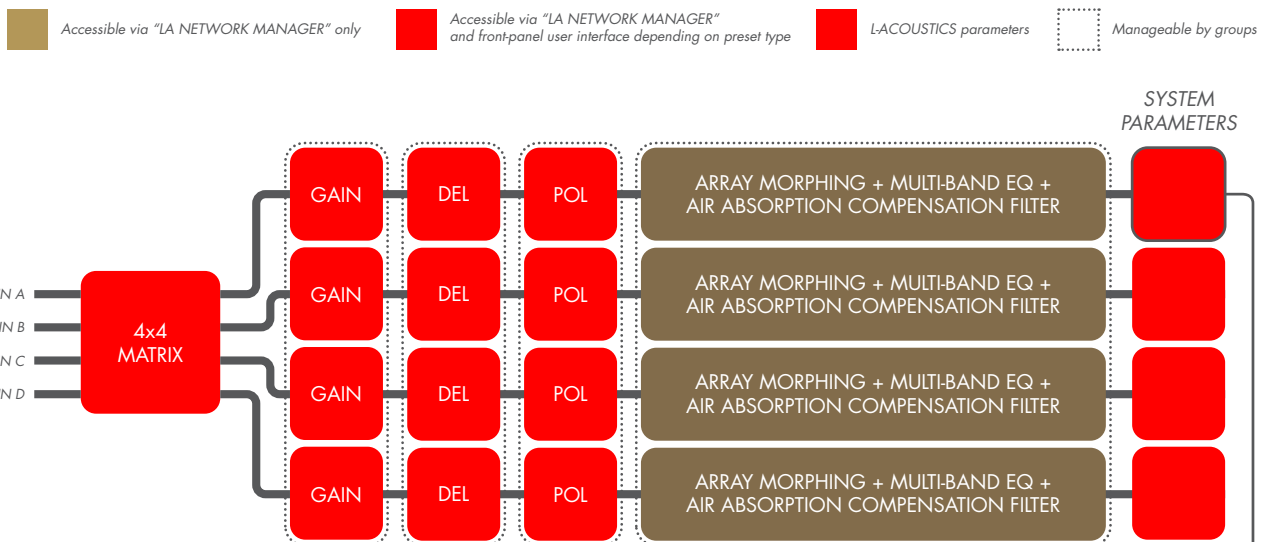 Accessible via “LA NETWORK MANAGER” only
Accessible via “LA NETWORK MANAGER”
and front-panel user interface depending on preset type
L-ACOUSTICS parameters
Manageable by groups
SYSTEM
PARAMETERS
GAIN
DEL
POL
ARRAY MORPHING + MULTI-BAND EQ +
AIR ABSORPTION COMPENSATION FILTER
GAIN
DEL
POL
ARRAY MORPHING + MULTI-BAND EQ +
AIR ABSORPTION COMPENSATION FILTER
N A
IN B
N C
N D
4x4
MATRIX
GAIN
DEL
POL
ARRAY MORPHING + MULTI-BAND EQ +
AIR ABSORPTION COMPENSATION FILTER
GAIN
DEL
POL
ARRAY MORPHING + MULTI-BAND EQ +
AIR ABSORPTION COMPENSATION FILTER